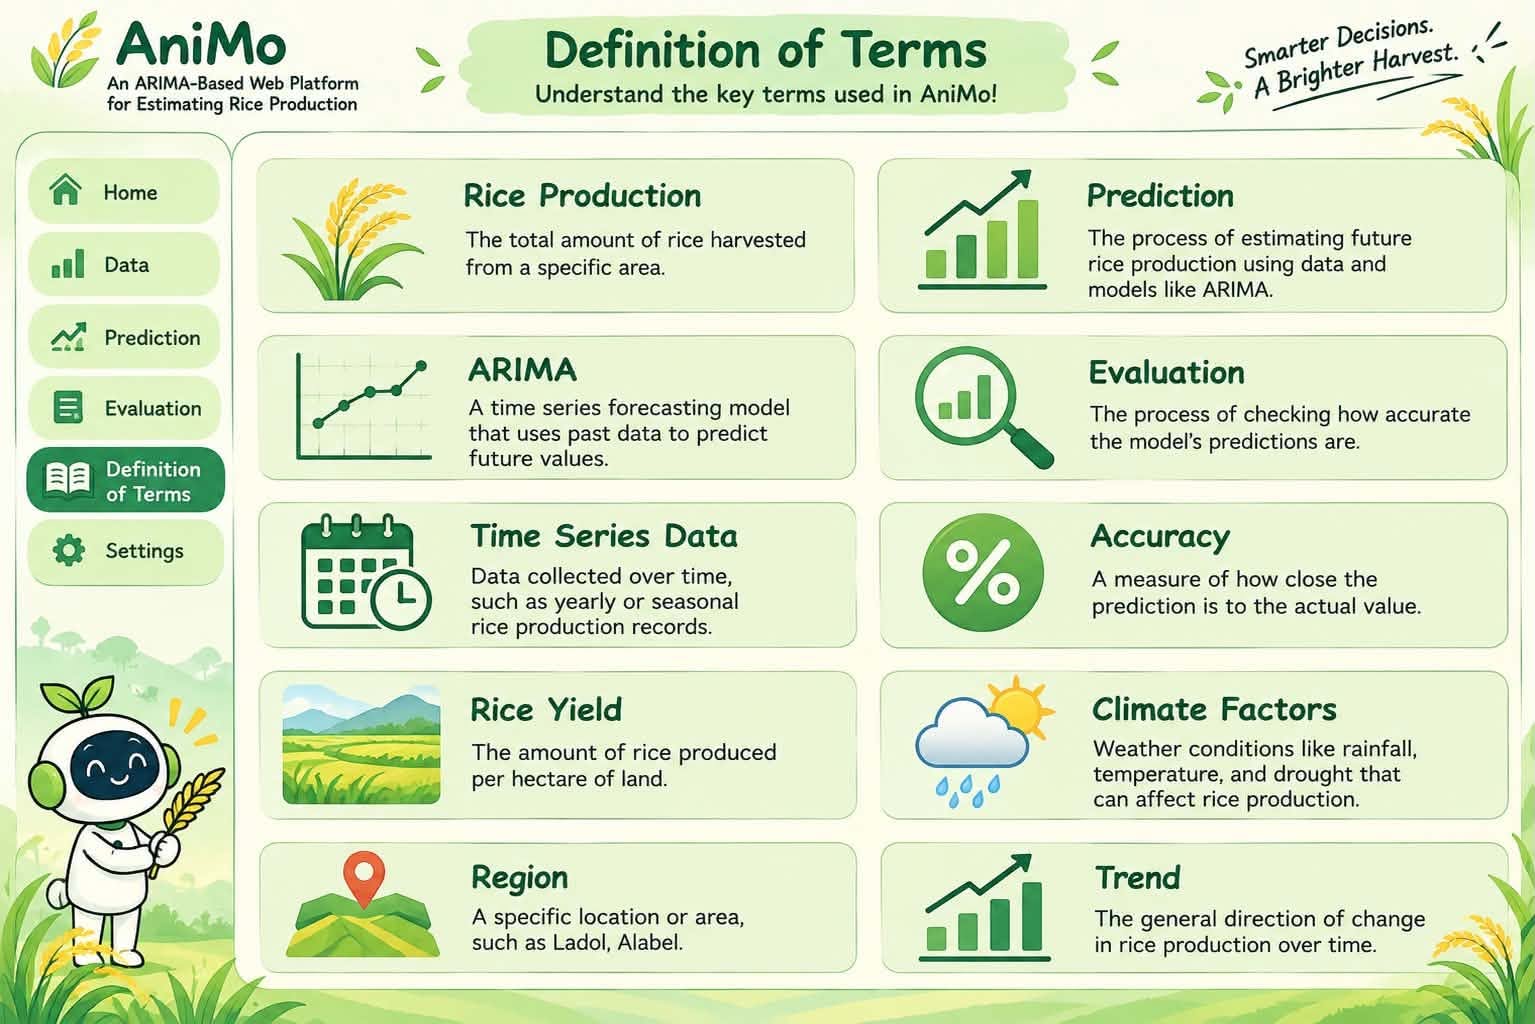 AniMo
An ARIMA-Based Web Platform
for Estimating Rice Production
Definition of Terms
Understand the key terms used in AniMo!
Smarter Decisions.
A Brighter Harvest.
Home
Data
Prediction
Evaluation
Definition
of Terms
Settings
Rice Production
The total amount of rice harvested
from a specific area.
Prediction
The process of estimating future
rice production using data and
models like ARIMA.
ARIMA
A time series forecasting model
that uses past data to predict
future values.
Evaluation
The process of checking how accurate
the model's predictions are.
Time Series Data
Data collected over time,
such as yearly or seasonal
rice production records.
%
Accuracy
A measure of how close the
prediction is to the actual value.
Rice Yield
The amount of rice produced
per hectare of land.
Climate Factors
Weather conditions like rainfall,
temperature, and drought that
can affect rice production.
Region
A specific location or area,
such as Ladol, Alabel.
Trend
The general direction of change
in rice production over time.